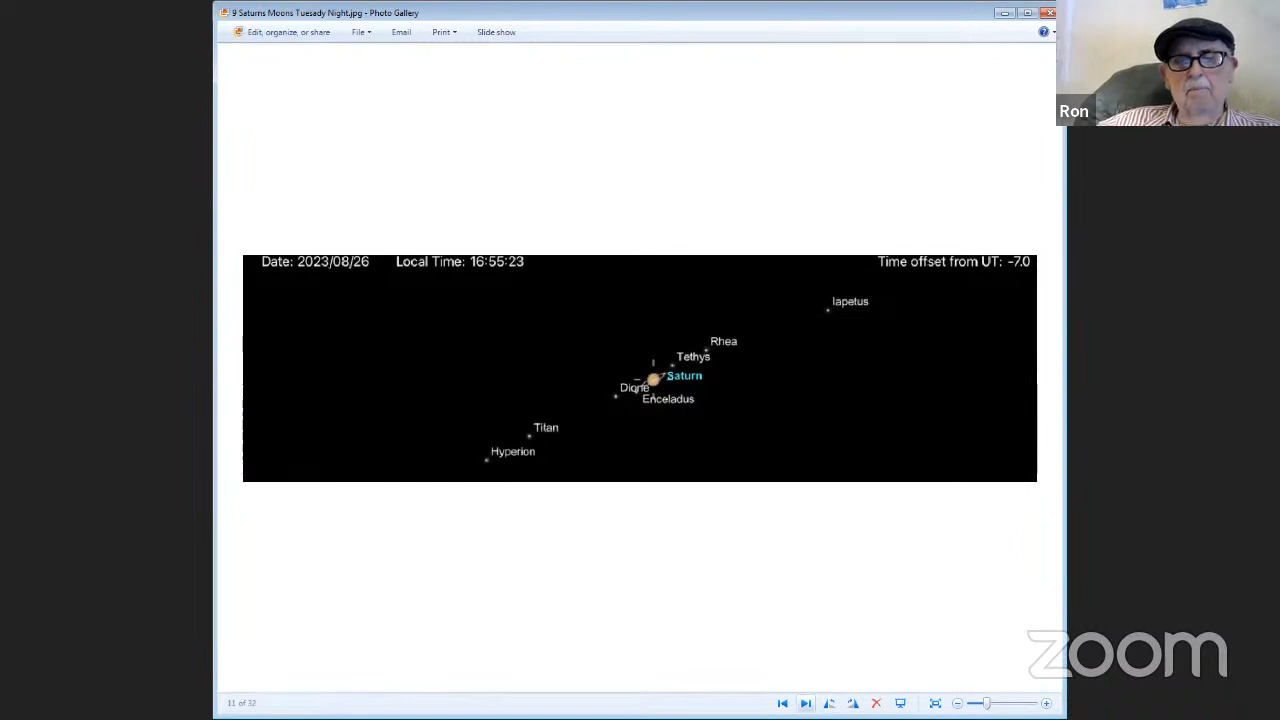 9 Saturns Moons Tuesady Night.jpg - Photo Gallery
Edit, organize, or share File Email Print Slide show
Ron
Date: 2023/08/26 Local Time: 16:55:23 Time offset from UT: -7.0
Iapetus
Rhea
Tethys
Saturn
Dione
Enceladus
Titan
Hyperion
zoom
11 of 32